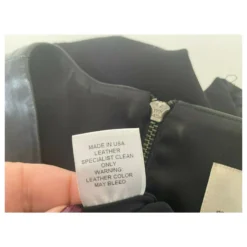 MADE IN USA
LEATHER
SPECIALIST CLEAN
ONLY
WARNING:
LEATHER COLOR
MAY BLEED